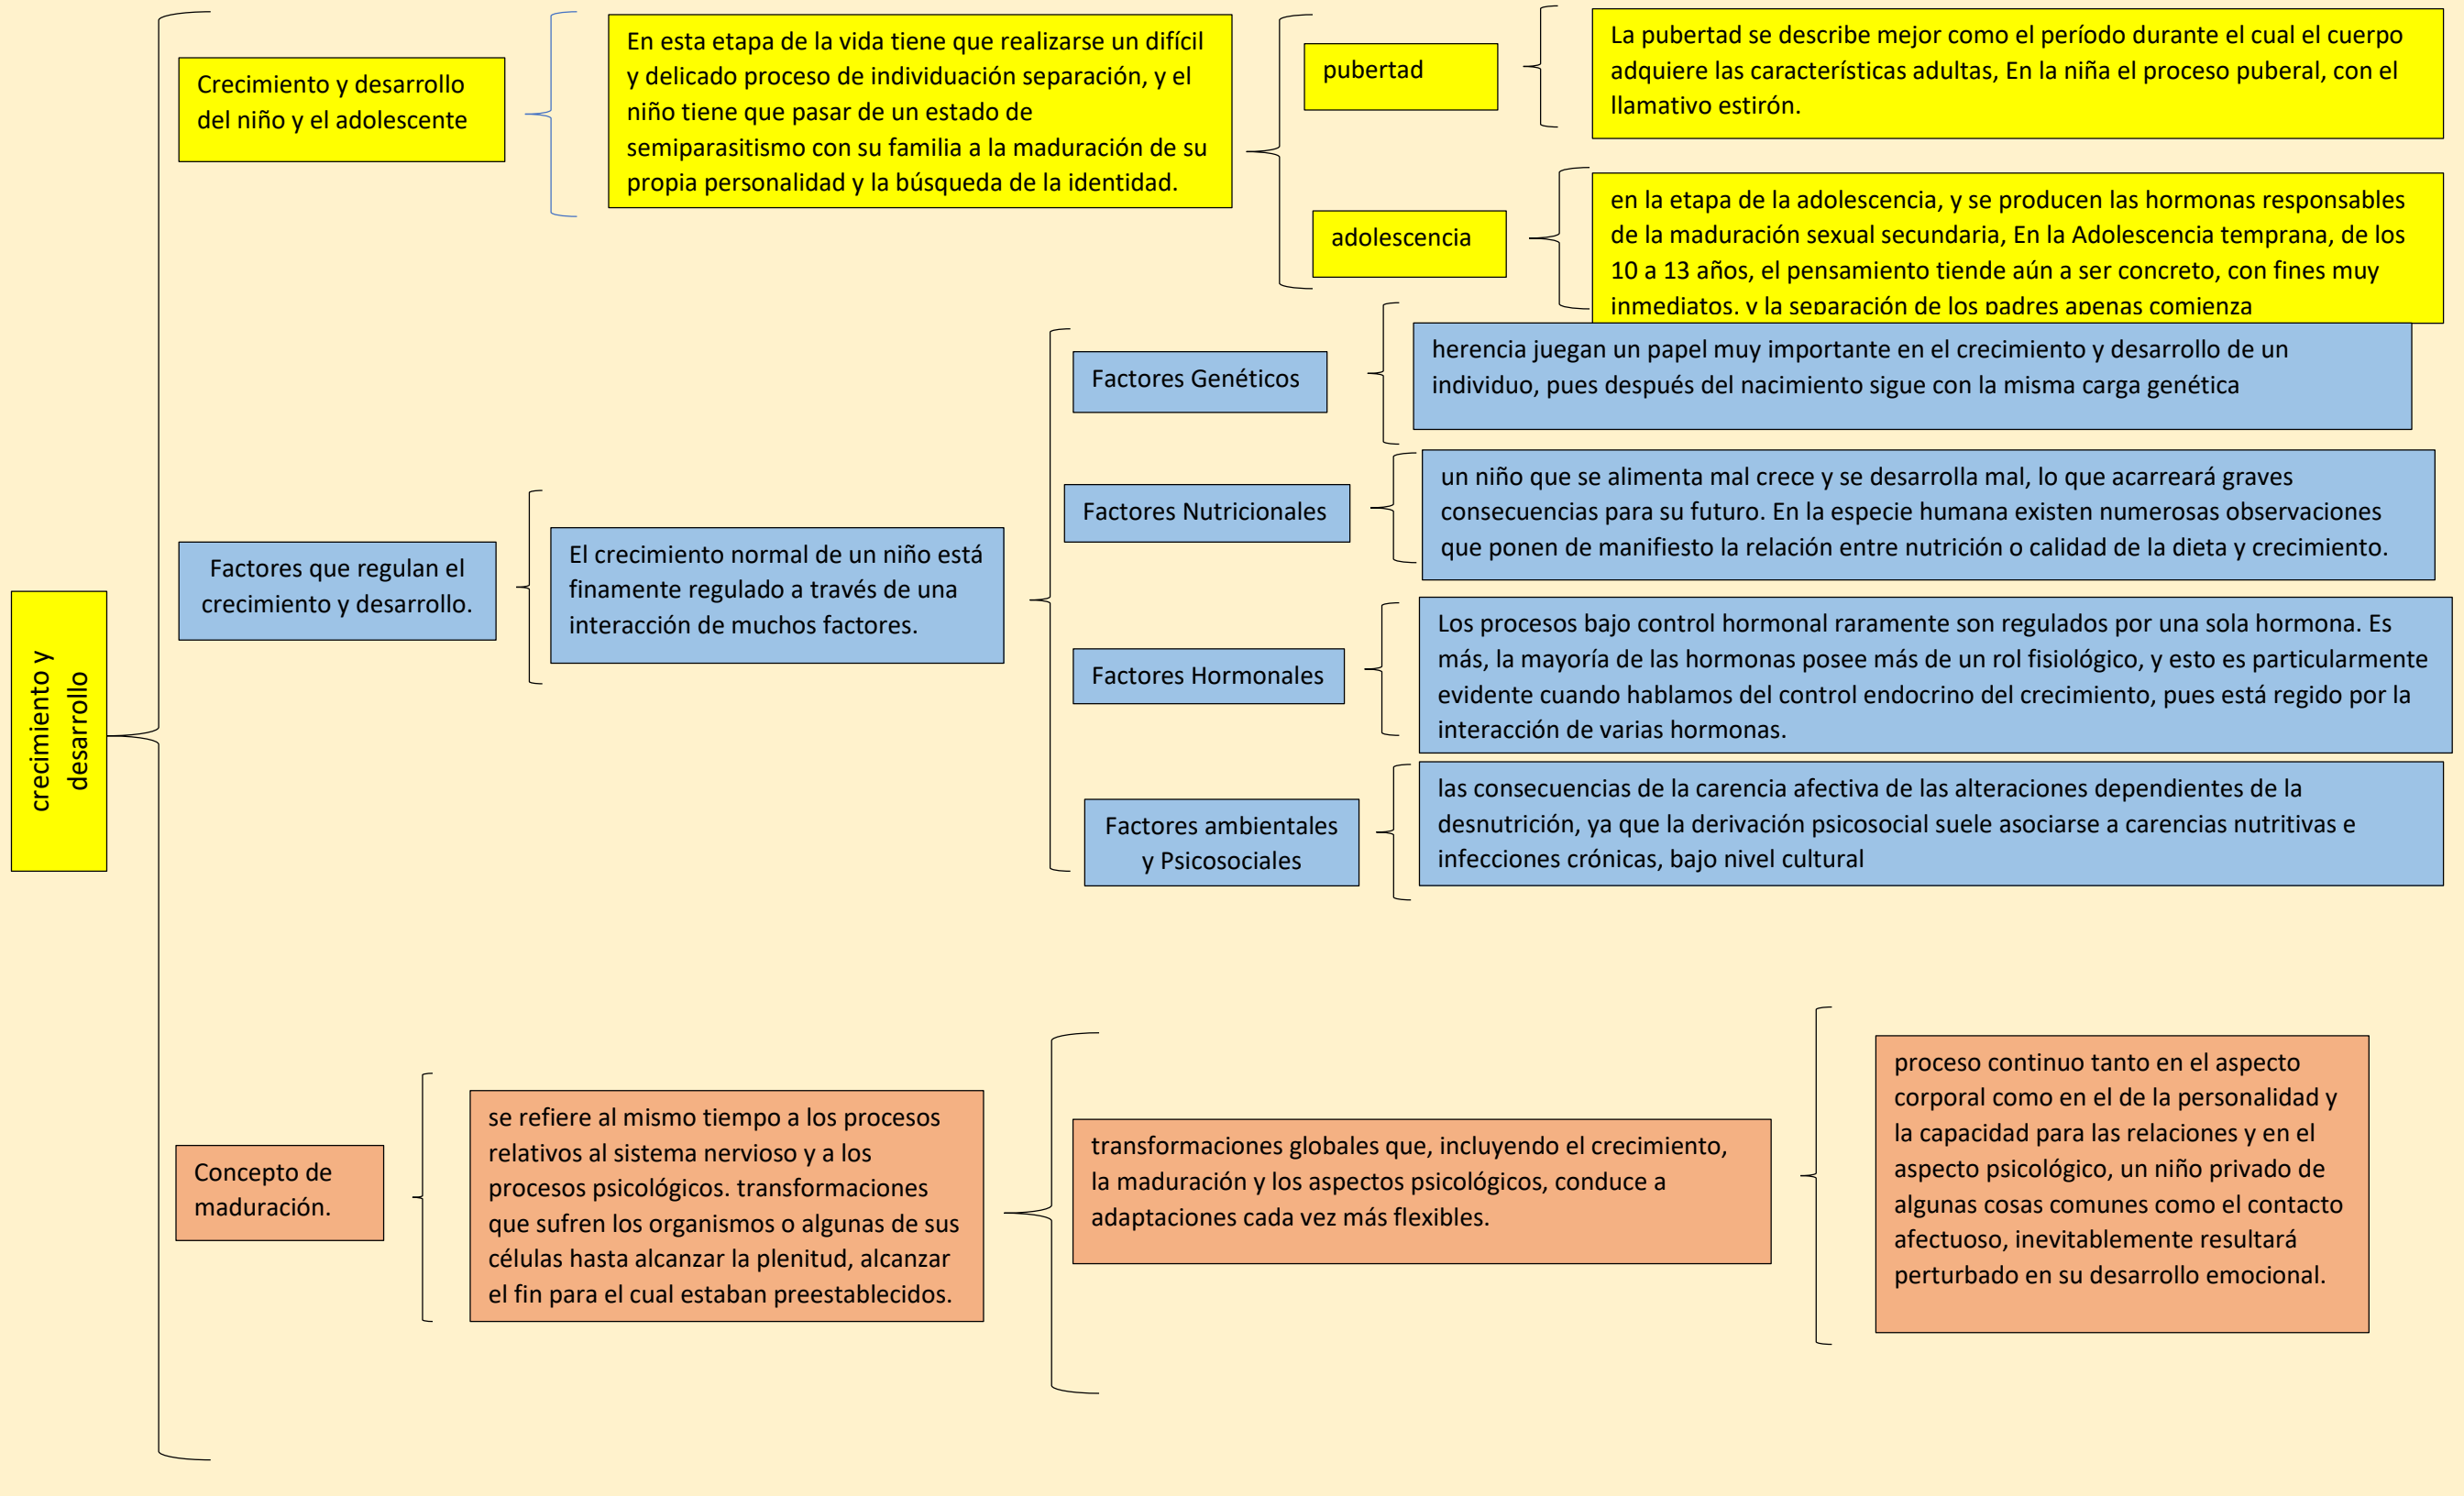 crecimiento y
desarrollo
Crecimiento y desarrollo
del niño y el adolescente
En esta etapa de la vida tiene que realizarse un difícil
y delicado proceso de individuación separación, y el
niño tiene que pasar de un estado de
semiparasitismo con su familia a la maduración de su
propia personalidad y la búsqueda de la identidad.
pubertad
La pubertad se describe mejor como el período durante el cual el cuerpo
adquiere las características adultas, En la niña el proceso puberal, con el
llamativo estirón.
adolescencia
en la etapa de la adolescencia, y se producen las hormonas responsables
de la maduración sexual secundaria, En la Adolescencia temprana, de los
10 a 13 años, el pensamiento tiende aún a ser concreto, con fines muy
inmediatos, y la separación de los padres apenas comienza
Factores que regulan el
crecimiento y desarrollo.
El crecimiento normal de un niño está
finamente regulado a través de una
interacción de muchos factores.
Factores Genéticos
herencia juegan un papel muy importante en el crecimiento y desarrollo de un
individuo, pues después del nacimiento sigue con la misma carga genética
Factores Nutricionales
un niño que se alimenta mal crece y se desarrolla mal, lo que acarreará graves
consecuencias para su futuro. En la especie humana existen numerosas observaciones
que ponen de manifiesto la relación entre nutrición o calidad de la dieta y crecimiento.
Factores Hormonales
Los procesos bajo control hormonal raramente son regulados por una sola hormona. Es
más, la mayoría de las hormonas posee más de un rol fisiológico, y esto es particularmente
evidente cuando hablamos del control endocrino del crecimiento, pues está regido por la
interacción de varias hormonas.
Factores ambientales
y Psicosociales
las consecuencias de la carencia afectiva de las alteraciones dependientes de la
desnutrición, ya que la derivación psicosocial suele asociarse a carencias nutritivas e
infecciones crónicas, bajo nivel cultural
Concepto de
maduración.
se refiere al mismo tiempo a los procesos
relativos al sistema nervioso y a los
procesos psicológicos. transformaciones
que sufren los organismos o algunas de sus
células hasta alcanzar la plenitud, alcanzar
el fin para el cual estaban preestablecidos.
transformaciones globales que, incluyendo el crecimiento,
la maduración y los aspectos psicológicos, conduce a
adaptaciones cada vez más flexibles.
proceso continuo tanto en el aspecto
corporal como en el de la personalidad y
la capacidad para las relaciones y en el
aspecto psicológico, un niño privado de
algunas cosas comunes como el contacto
afectuoso, inevitablemente resultará
perturbado en su desarrollo emocional.